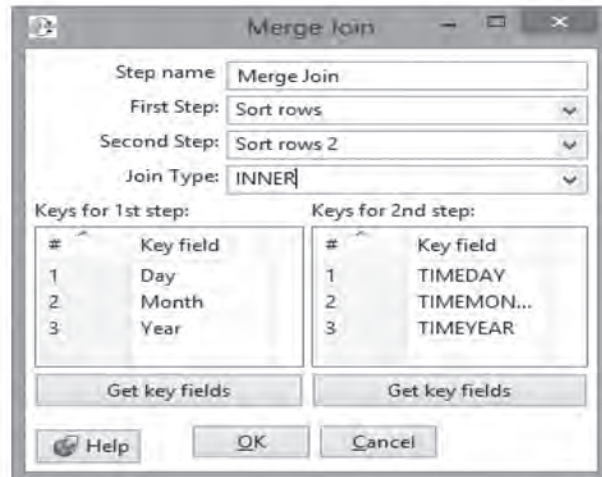 Merge Join
Step name Merge Join
First Step: Sort rows
Second Step: Sort rows 2
Join Type: INNER
Keys for 1st step: Keys for 2nd step:
# Key field # Key field
1 Day 1 TIMEDAY
2 Month 2 TIMEMON...
3 Year 3 TIMEYEAR
Get key fields Get key fields
Help OK Cancel